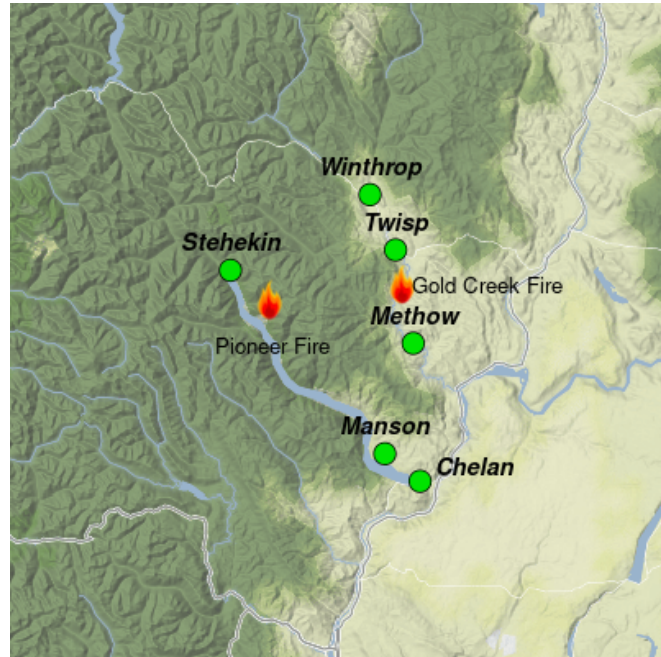 Winthrop
Twisp
Stehekin
Gold Creek Fire
Methow
Pioneer Fire
Manson
Chelan